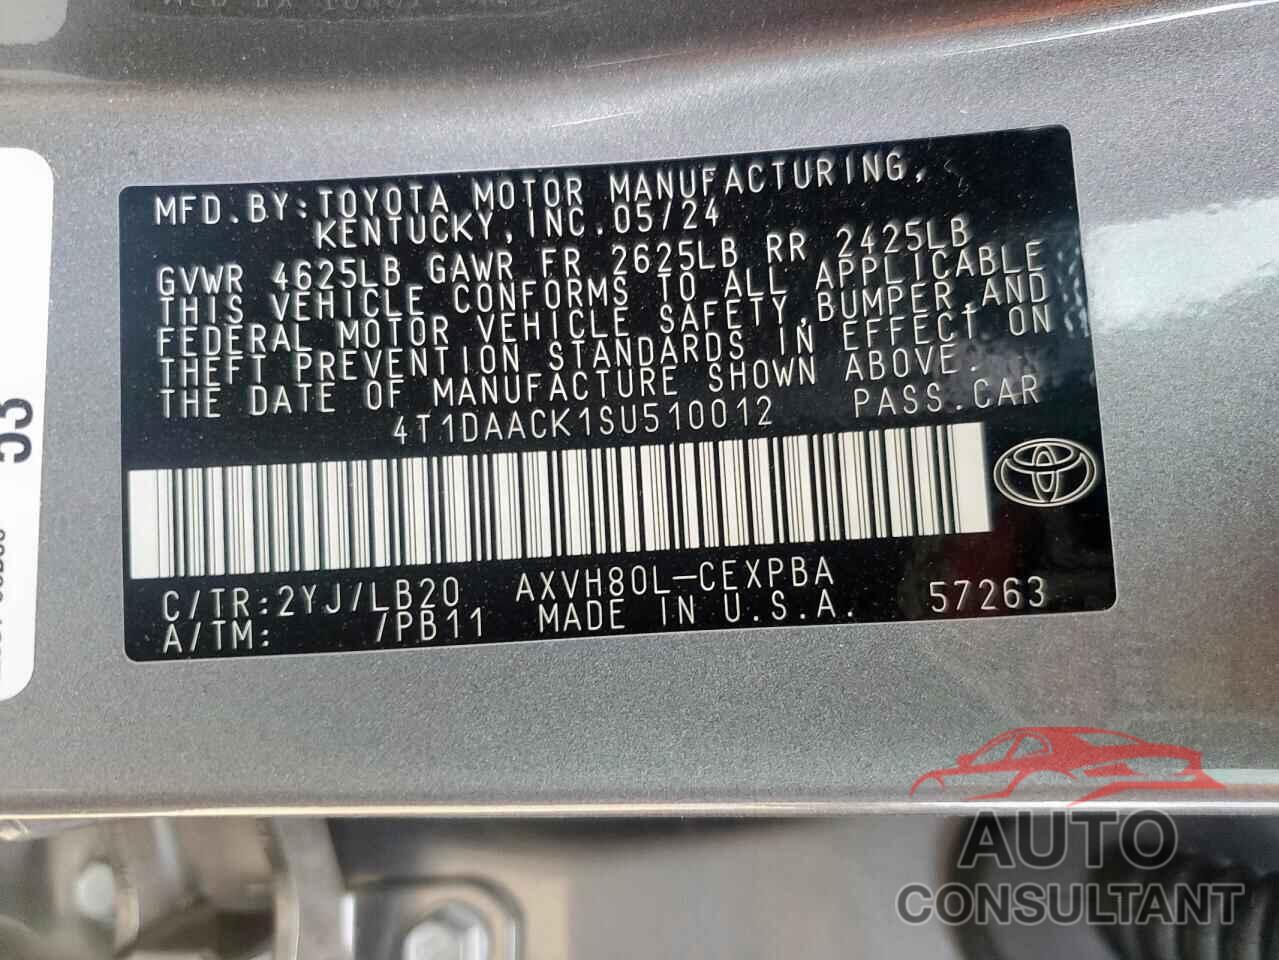 53
MFD.BY:TOYOTA MOTOR MANUFACTURING,
KENTUCKY,INC.05/24
GVWR 4625LB GAWR FR 2625LB RR 2425LB
THIS VEHICLE CONFORMS TO ALL APPLICABLE
FEDERAL MOTOR VEHICLE SAFETY,BUMPER,AND
THEFT PREVENTION STANDARDS IN EFFECT ON
THE DATE OF MANUFACTURE SHOWN ABOVE.
4T1DAACK1SU510012 PASS.CAR
C/TR:2YJ/LB20 AXVH80L-CEXPBA
A/TM: /PB11 MADE IN U.S.A. 57263
AUTO
CONSULTANT